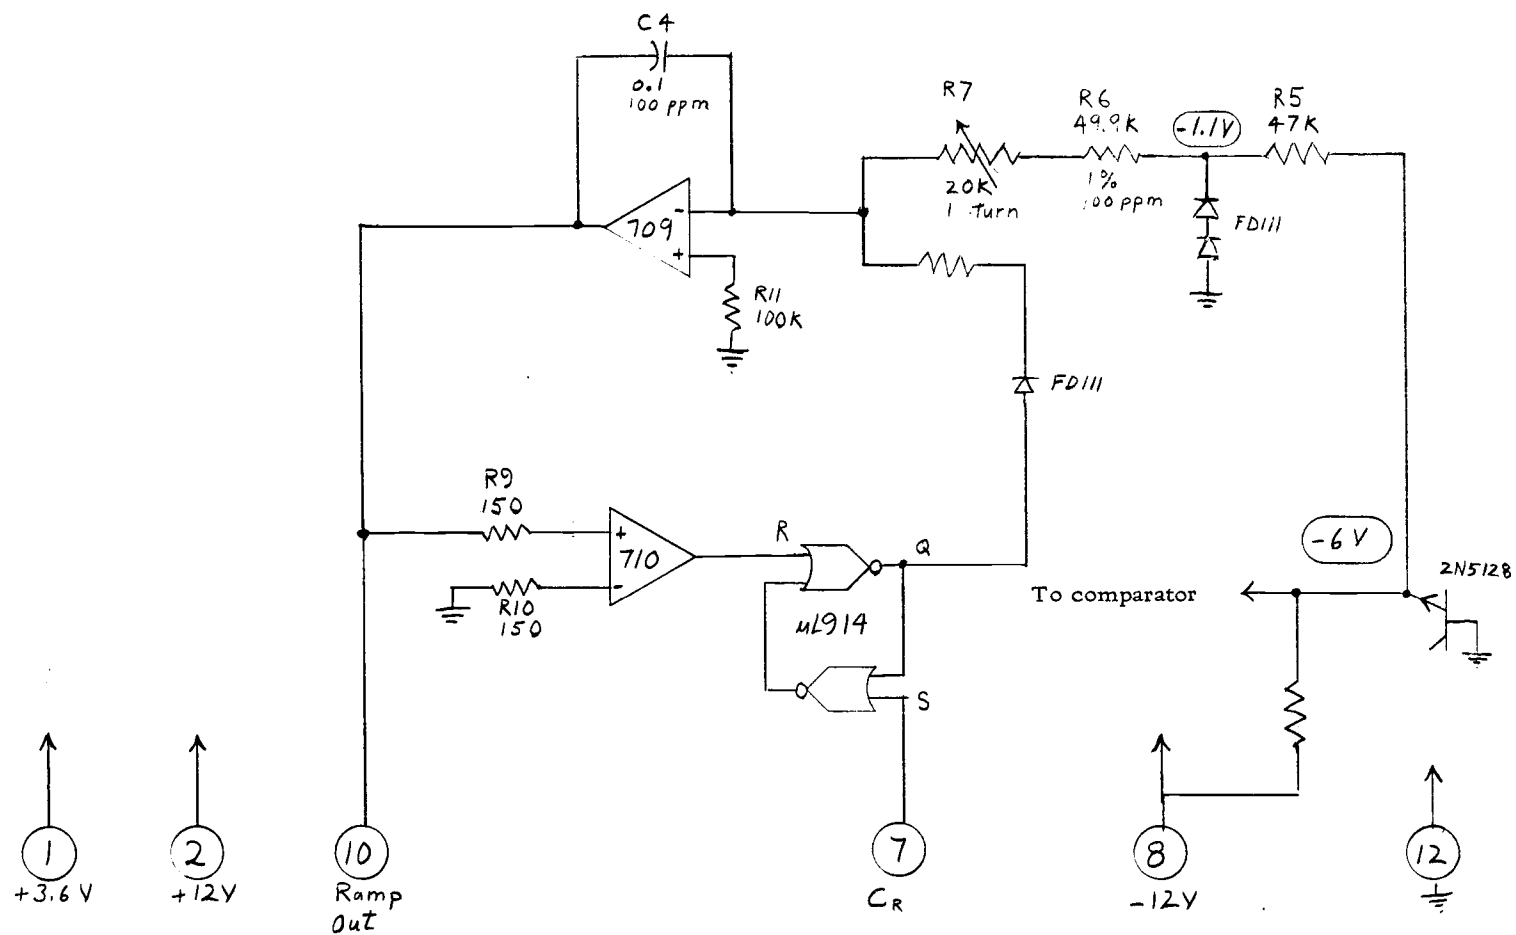 C4
0.1
100 ppm
R7
20K
1 Turn
R6
49.9K
1%
100 ppm
-1.1V
R5
47K
FD111
709
-
+
R11
100K
FD111
R9
150
+
710
-
R10
150
R
Q
μL914
S
-6V
2N5128
To comparator
1
+3.6 V
2
+12V
10
Ramp
Out
7
CR
8
-12V
12